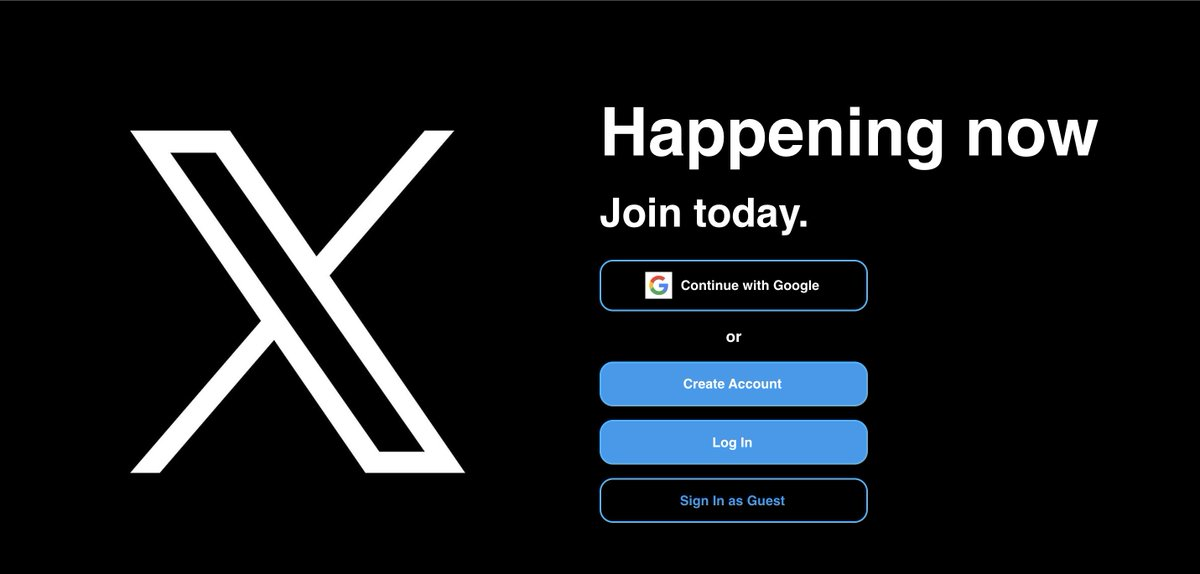 Happening now
Join today.
Continue with Google
or
Create Account
Log In
Sign In as Guest